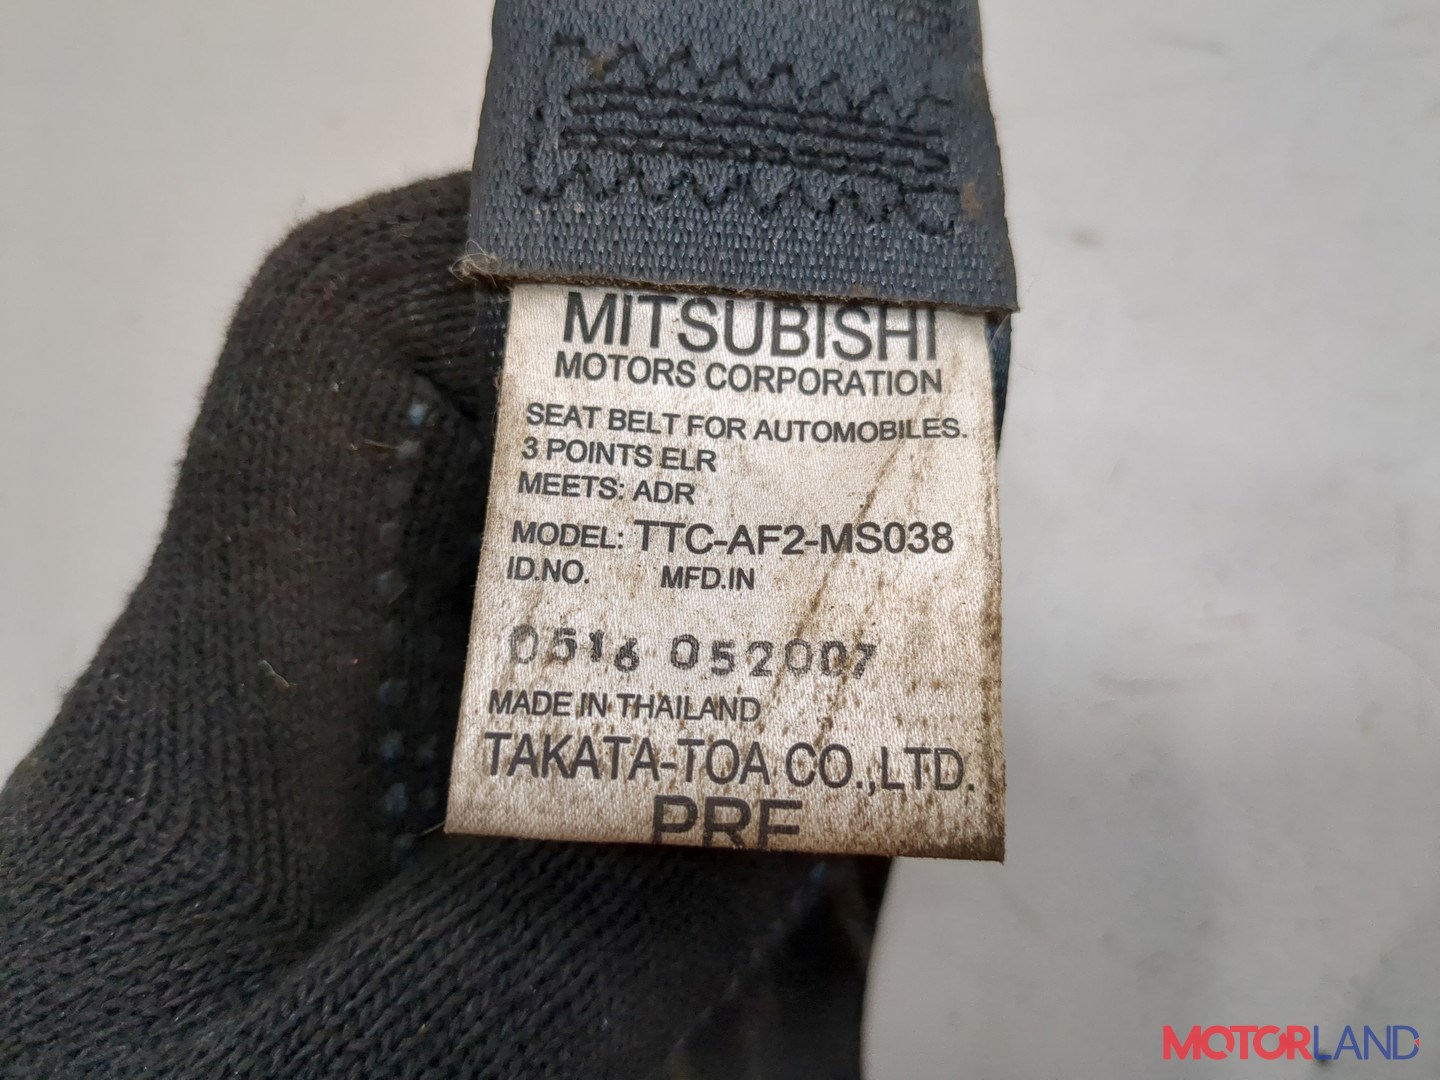 MITSUBISHI
MOTORS CORPORATION
SEAT BELT FOR AUTOMOBILES.
3 POINTS ELR
MEETS: ADR
MODEL: TTC-AF2-MS038
ID.NO. MFD.IN
0516 052007
MADE IN THAILAND
TAKATA-TOA CO.,LTD.
PRE
MOTORLAND